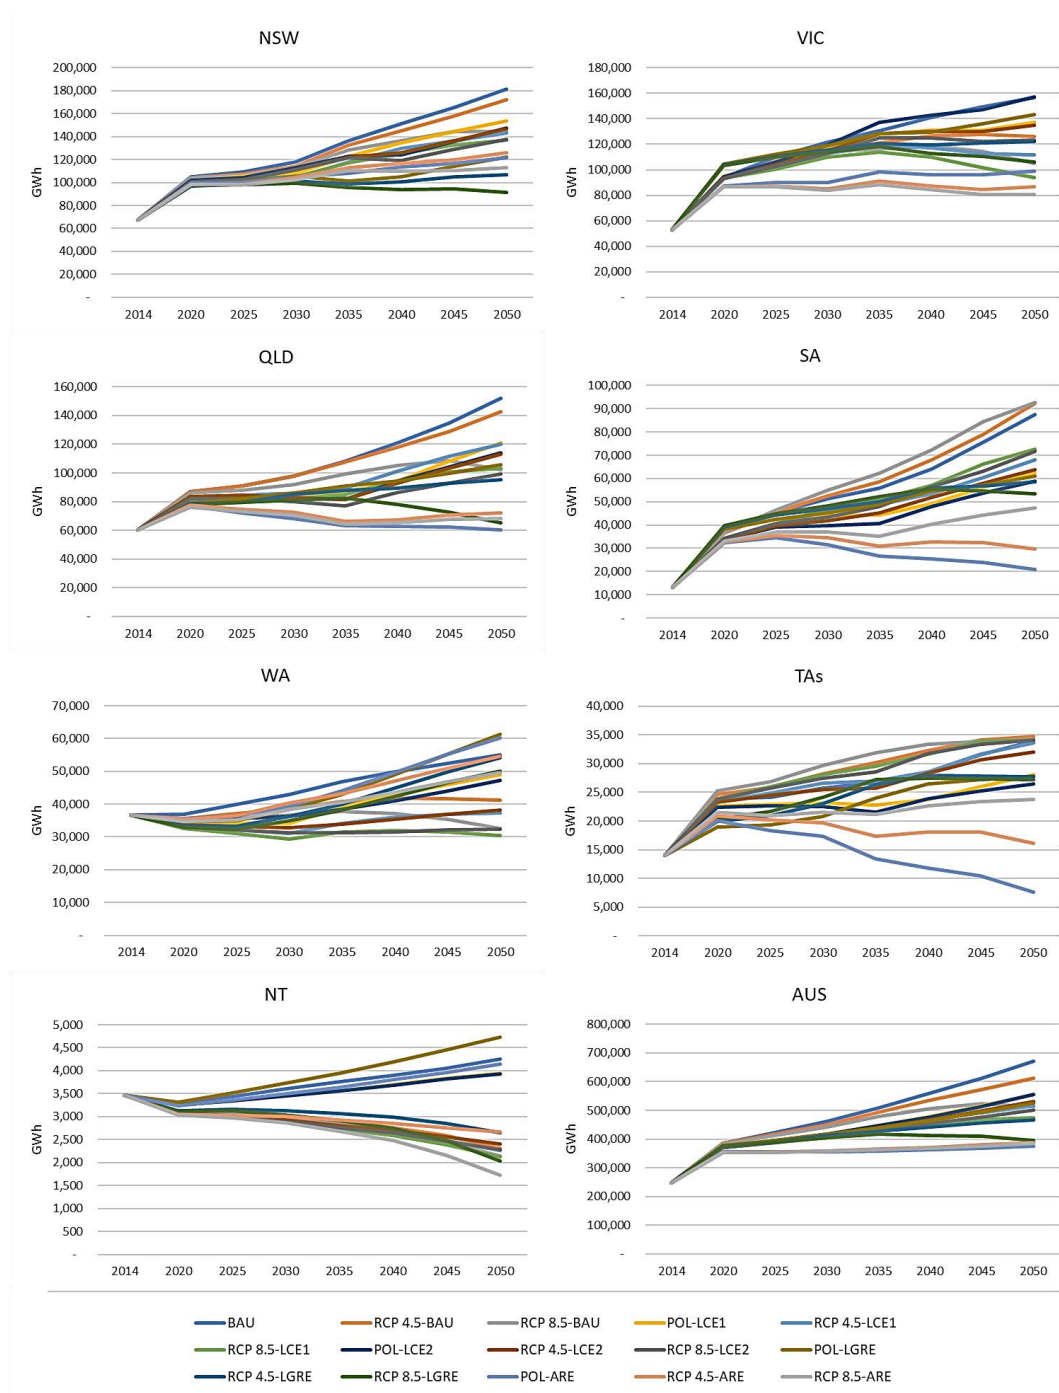 NSW
200,000
180,000
160,000
140,000
120,000
100,000
80,000
60,000
40,000
20,000
-
GWh
2014 2020 2025 2030 2035 2040 2045 2050
VIC
180,000
160,000
140,000
120,000
100,000
80,000
60,000
40,000
20,000
-
GWh
2014 2020 2025 2030 2035 2040 2045 2050
QLD
160,000
140,000
120,000
100,000
80,000
60,000
40,000
20,000
-
GWh
2014 2020 2025 2030 2035 2040 2045 2050
SA
100,000
90,000
80,000
70,000
60,000
50,000
40,000
30,000
20,000
10,000
-
GWh
2014 2020 2025 2030 2035 2040 2045 2050
WA
70,000
60,000
50,000
40,000
30,000
20,000
10,000
-
GWh
2014 2020 2025 2030 2035 2040 2045 2050
TAs
40,000
35,000
30,000
25,000
20,000
15,000
10,000
5,000
-
GWh
2014 2020 2025 2030 2035 2040 2045 2050
NT
5,000
4,500
4,000
3,500
3,000
2,500
2,000
1,500
1,000
500
-
GWh
2014 2020 2025 2030 2035 2040 2045 2050
AUS
800,000
700,000
600,000
500,000
400,000
300,000
200,000
100,000
-
GWh
2014 2020 2025 2030 2035 2040 2045 2050
BAU RCP 4.5-BAU RCP 8.5-BAU POL-LCE1 RCP 4.5-LCE1
RCP 8.5-LCE1 POL-LCE2 RCP 4.5-LCE2 RCP 8.5-LCE2 POL-LGRE
RCP 4.5-LGRE RCP 8.5-LGRE POL-ARE RCP 4.5-ARE RCP 8.5-ARE